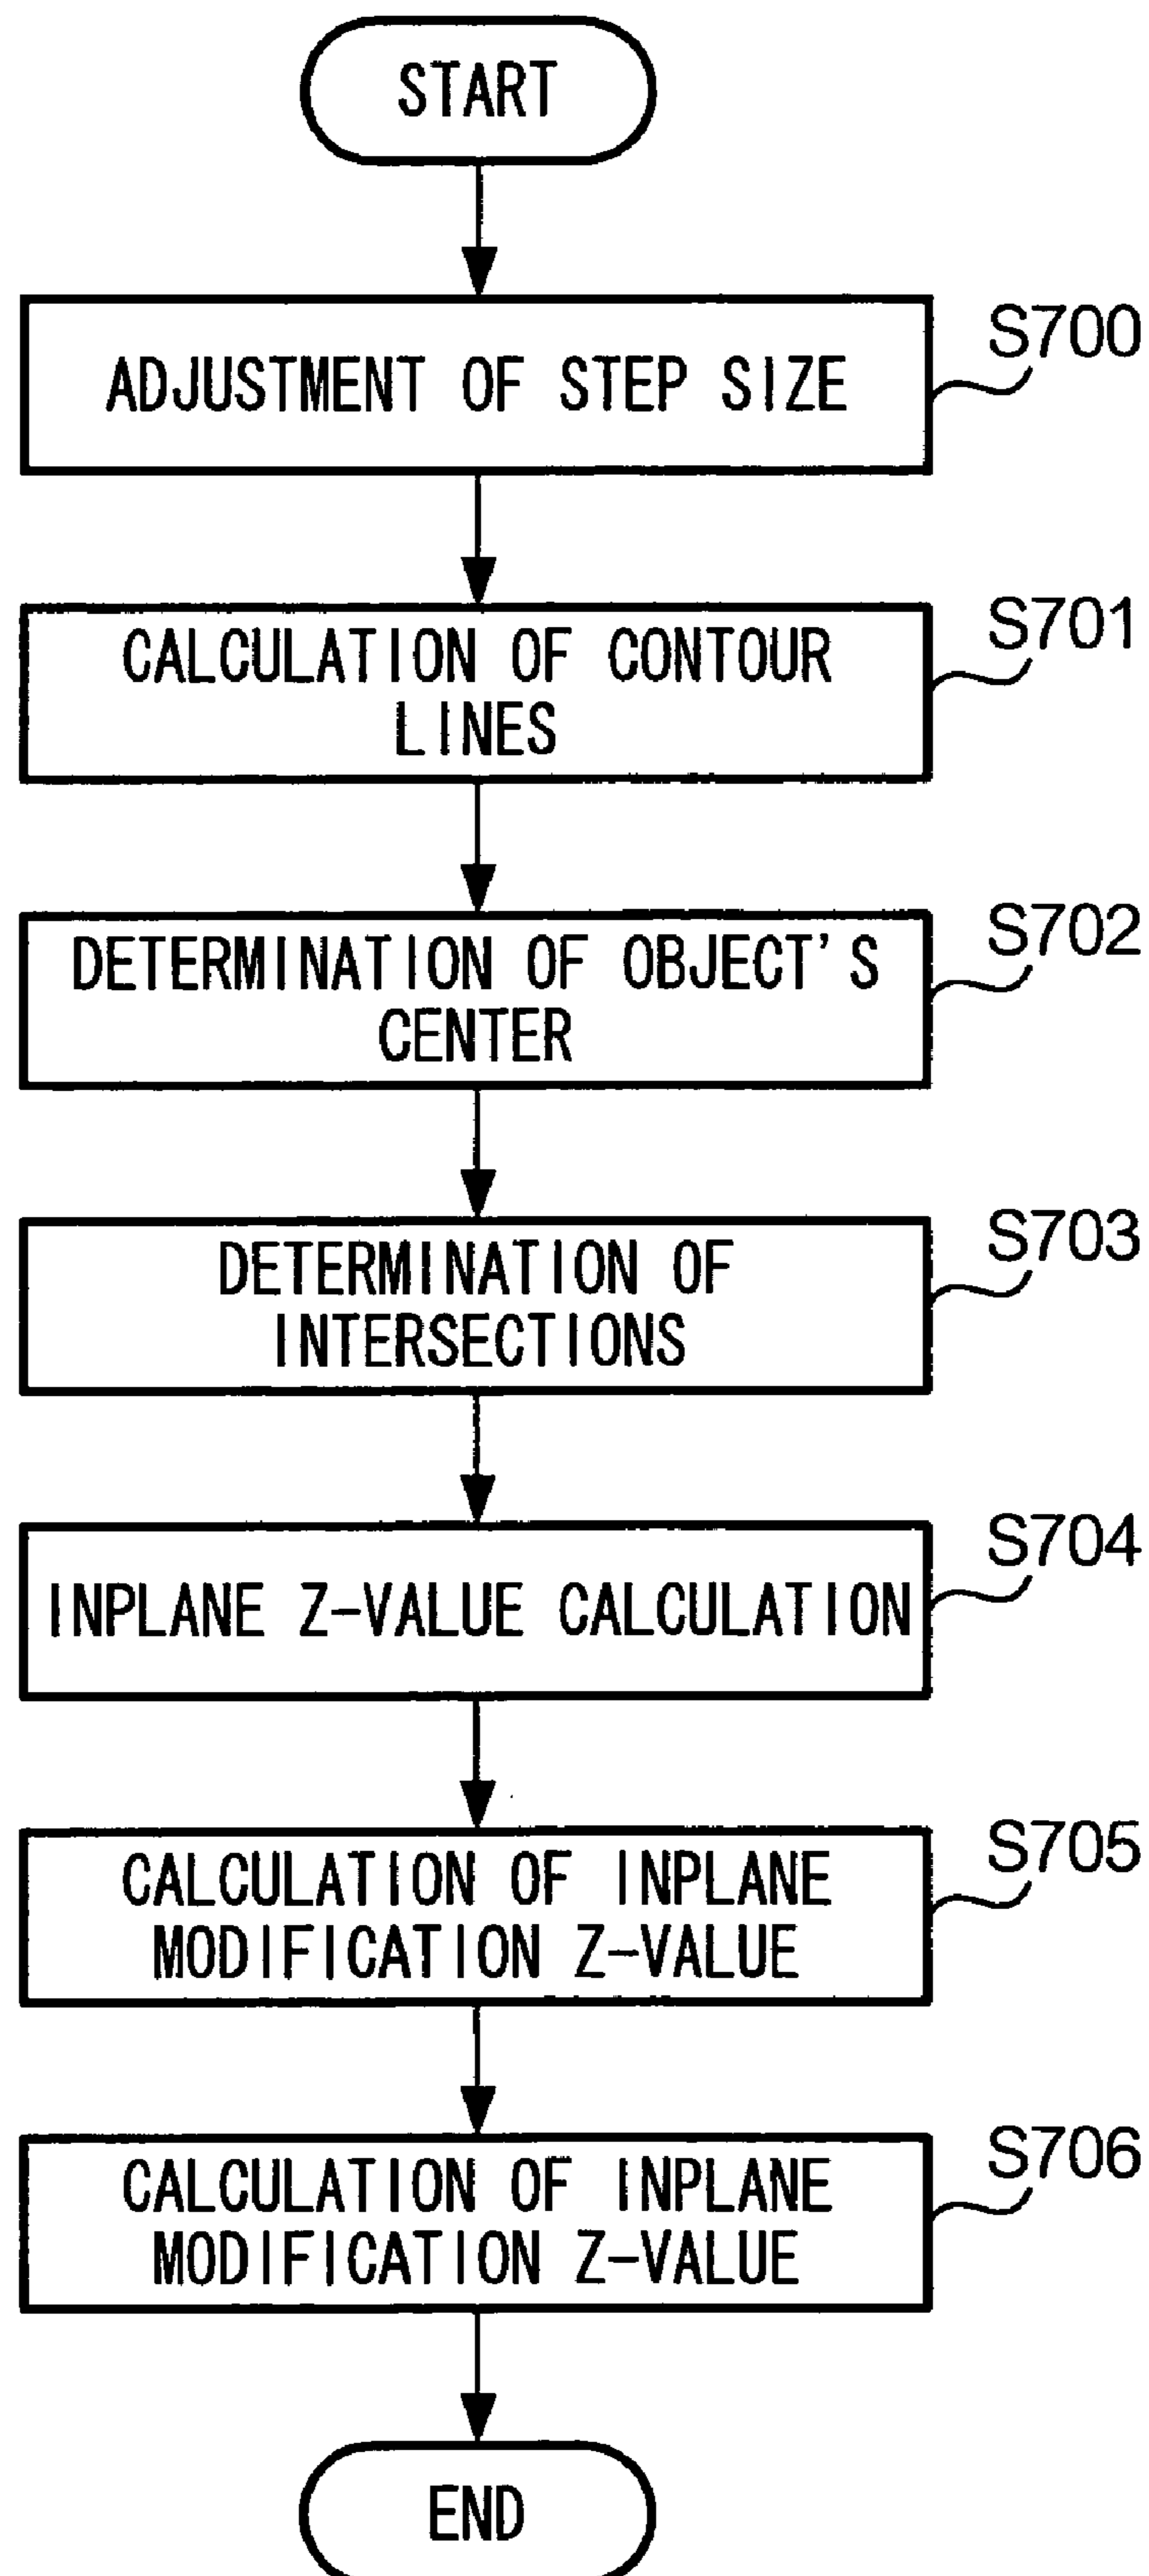 START
S700
ADJUSTMENT OF STEP SIZE
S701
CALCULATION OF CONTOUR
LINES
S702
DETERMINATION OF OBJECT'S
CENTER
S703
DETERMINATION OF
INTERSECTIONS
S704
INPLANE Z-VALUE CALCULATION
S705
CALCULATION OF INPLANE
MODIFICATION Z-VALUE
S706
CALCULATION OF INPLANE
MODIFICATION Z-VALUE
END